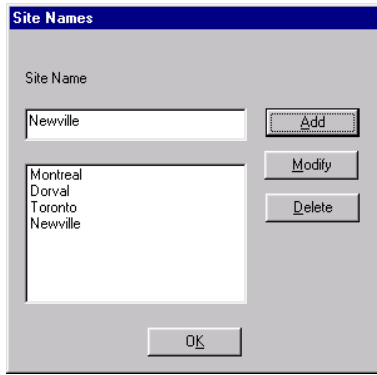 Site Names
Site Name
Newville
Add
Montreal
Dorval
Toronto
Newville
Modify
Delete
OK